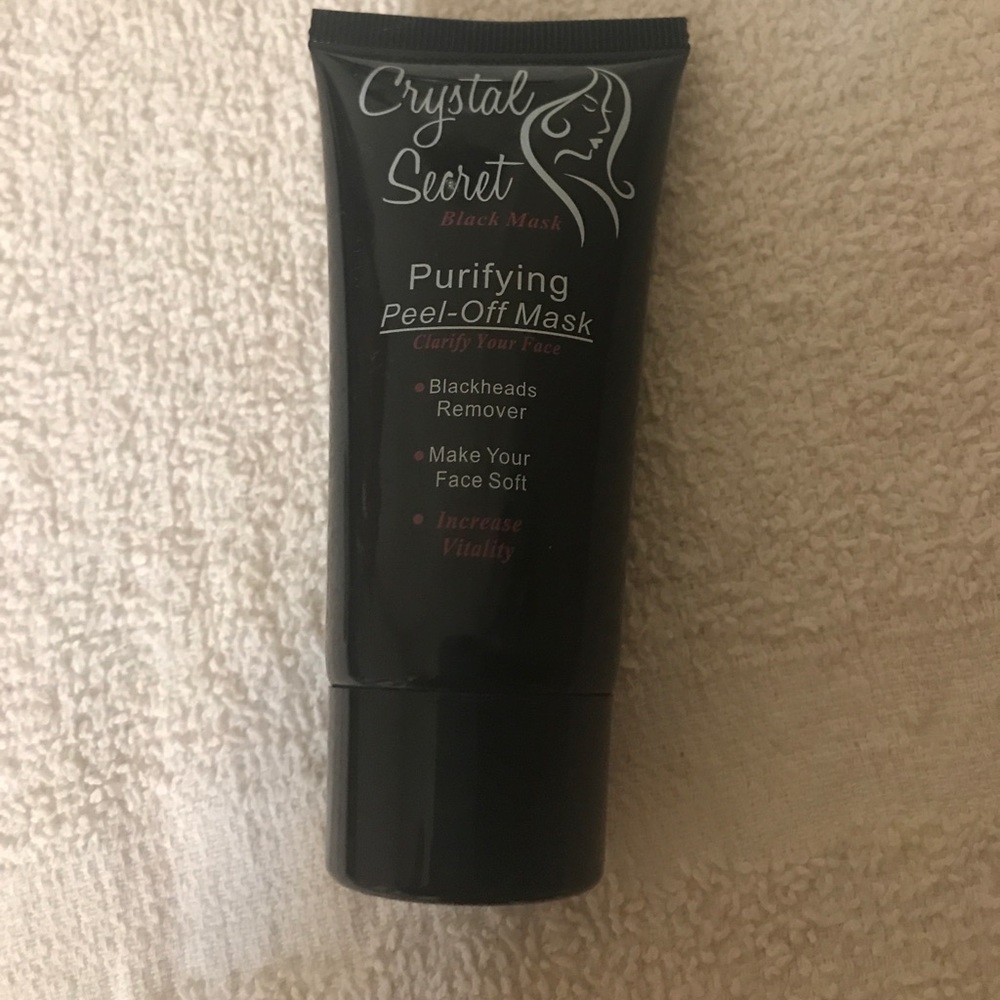 Crystal
Secret
Black Mask
Purifying
Peel-Off Mask
Clarify Your Face
• Blackheads
Remover
• Make Your
Face Soft
• Increase
Vitality